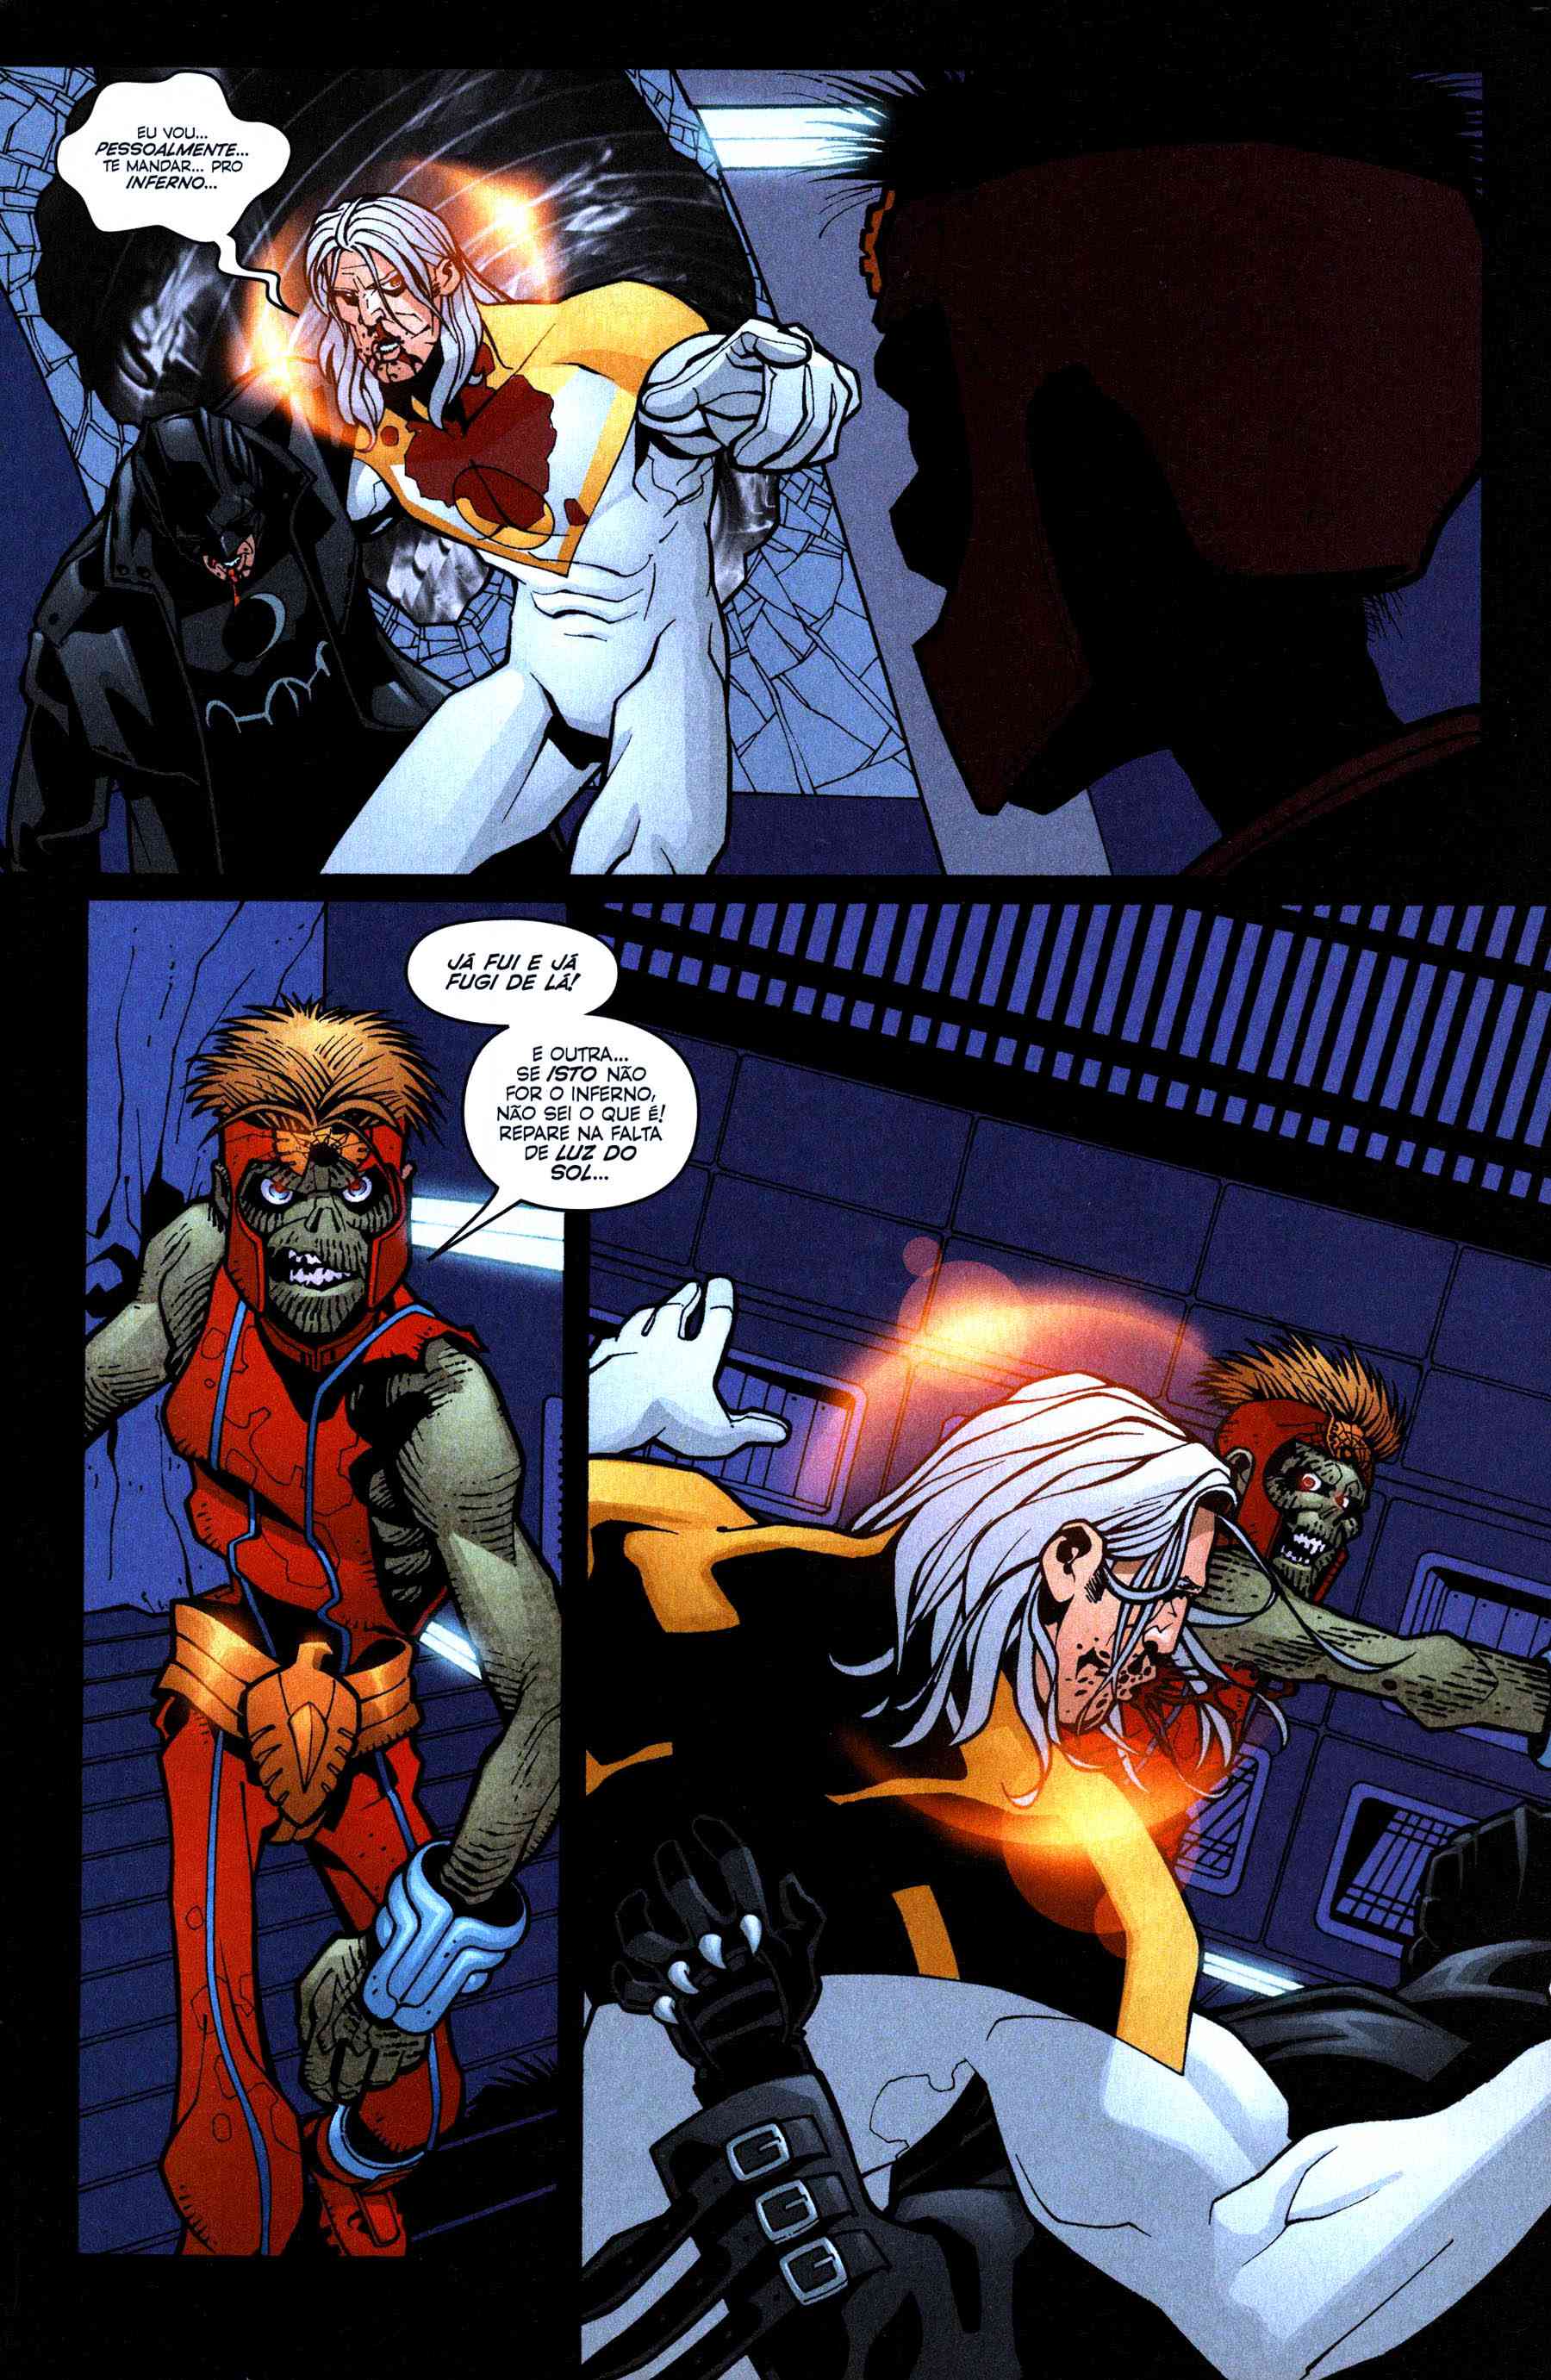 EU VOU...
PESSOALMENTE...
TE MANDAR... PRO
INFERNO...
JÁ FUI E JÁ
FUGI DE LÁ!
E OUTRA...
SE ISTO NÃO
FOR O INFERNO,
NÃO SEI O QUE É!
REPARE NA FALTA
DE LUZ DO
SOL...